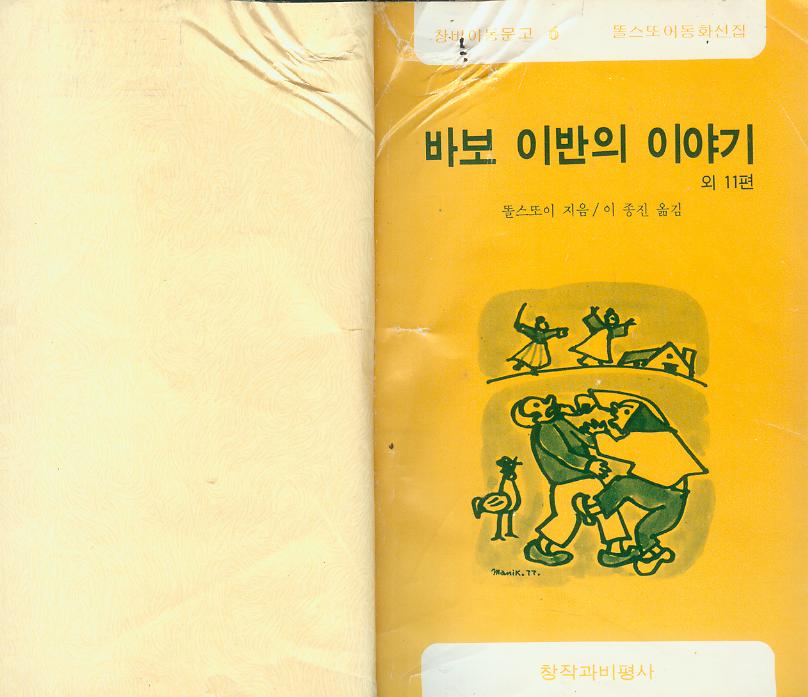 창비아동문고 6 똘스또이동화선집
바보 이반의 이야기
외 11편
똘스또이 지음/이 종진 옮김
Manik.77.
창작과비평사